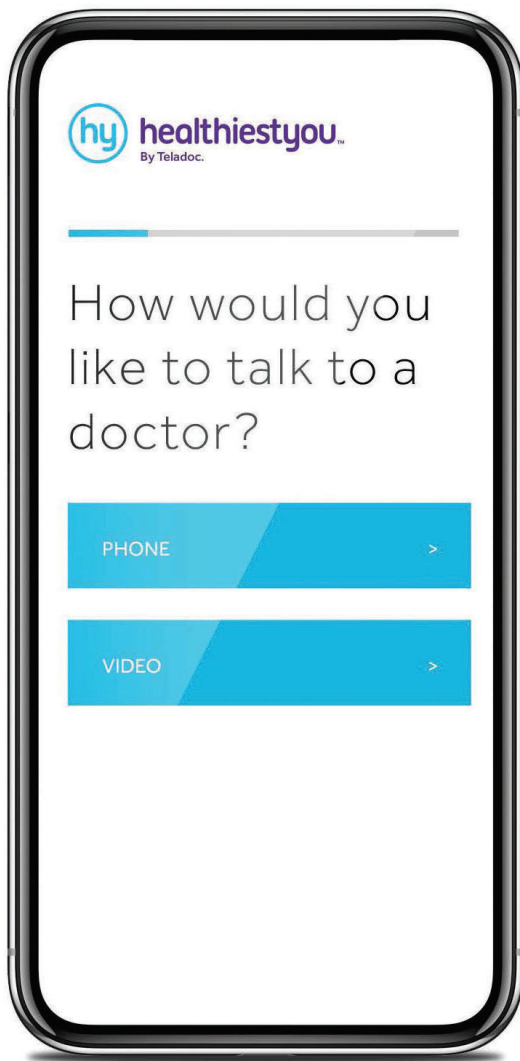 hy healthiestyou™
By Teladoc.
How would you
like to talk to a
doctor?
PHONE >
VIDEO >